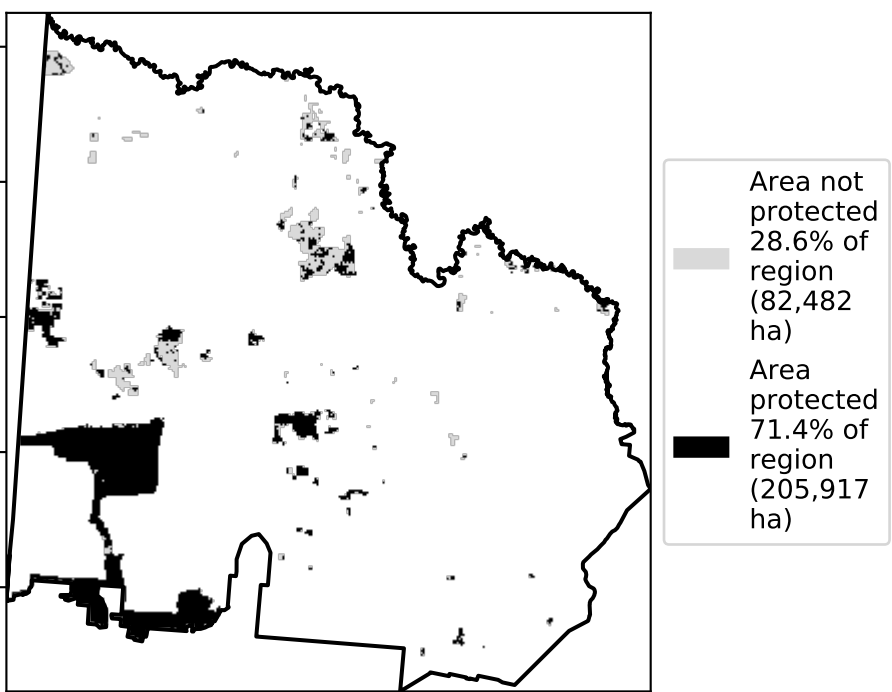 Area not
protected
28.6% of
region
(82,482
ha)
Area
protected
71.4% of
region
(205,917
ha)